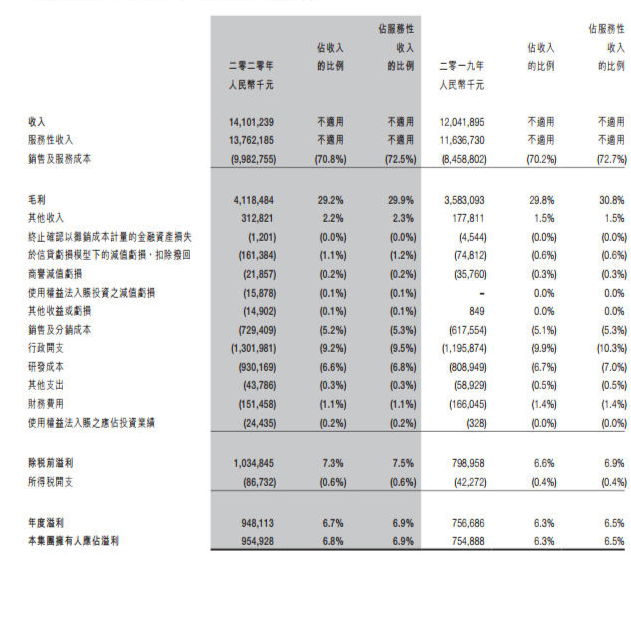 佔服務性 佔服務性
佔收入 收入 佔收入 收入
二零二零年 的比例 的比例 二零一九年 的比例 的比例
人民幣千元 人民幣千元
收入 14,101,239 不適用 不適用 12,041,895 不適用 不適用
服務性收入 13,762,185 不適用 不適用 11,636,730 不適用 不適用
銷售及服務成本 (9,982,755) (70.8%) (72.5%) (8,458,802) (70.2%) (72.7%)
毛利 4,118,484 29.2% 29.9% 3,583,093 29.8% 30.8%
其他收入 312,821 2.2% 2.3% 177,811 1.5% 1.5%
終止確認以攤銷成本計量的金融資產損失 (1,201) (0.0%) (0.0%) (4,544) (0.0%) (0.0%)
於信貸虧損模型下的減值虧損，扣除撥回 (161,384) (1.1%) (1.2%) (74,812) (0.6%) (0.6%)
商譽減值虧損 (21,857) (0.2%) (0.2%) (35,760) (0.3%) (0.3%)
使用權益法入賬投資之減值虧損 (15,878) (0.1%) (0.1%) – 0.0% 0.0%
其他收益或虧損 (14,902) (0.1%) (0.1%) 849 0.0% 0.0%
銷售及分銷成本 (729,409) (5.2%) (5.3%) (617,554) (5.1%) (5.3%)
行政開支 (1,301,981) (9.2%) (9.5%) (1,195,874) (9.9%) (10.3%)
研發成本 (930,169) (6.6%) (6.8%) (808,949) (6.7%) (7.0%)
其他支出 (43,786) (0.3%) (0.3%) (58,929) (0.5%) (0.5%)
財務費用 (151,458) (1.1%) (1.1%) (166,045) (1.4%) (1.4%)
使用權益法入賬之應佔投資業績 (24,435) (0.2%) (0.2%) (328) (0.0%) (0.0%)
除稅前溢利 1,034,845 7.3% 7.5% 798,958 6.6% 6.9%
所得稅開支 (86,732) (0.6%) (0.6%) (42,272) (0.4%) (0.4%)
年度溢利 948,113 6.7% 6.9% 756,686 6.3% 6.5%
本集團擁有人應佔溢利 954,928 6.8% 6.9% 754,888 6.3% 6.5%